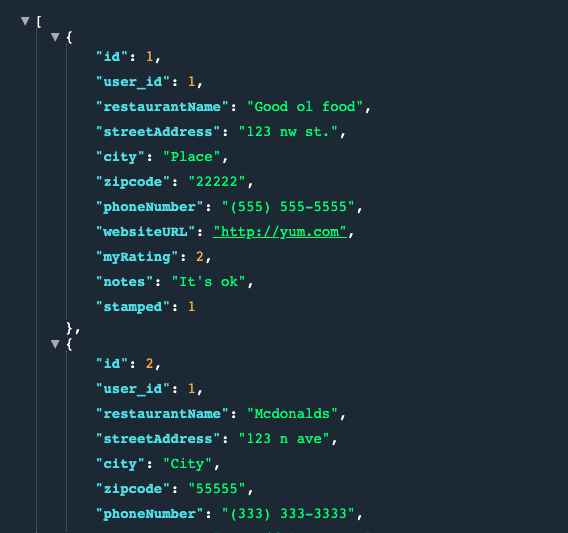 [
{
"id": 1,
"user_id": 1,
"restaurantName": "Good ol food",
"streetAddress": "123 nw st.",
"city": "Place",
"zipcode": "22222",
"phoneNumber": "(555) 555-5555",
"websiteURL": "http://yum.com",
"myRating": 2,
"notes": "It's ok",
"stamped": 1
},
{
"id": 2,
"user_id": 1,
"restaurantName": "Mcdonalds",
"streetAddress": "123 n ave",
"city": "City",
"zipcode": "55555",
"phoneNumber": "(333) 333-3333",